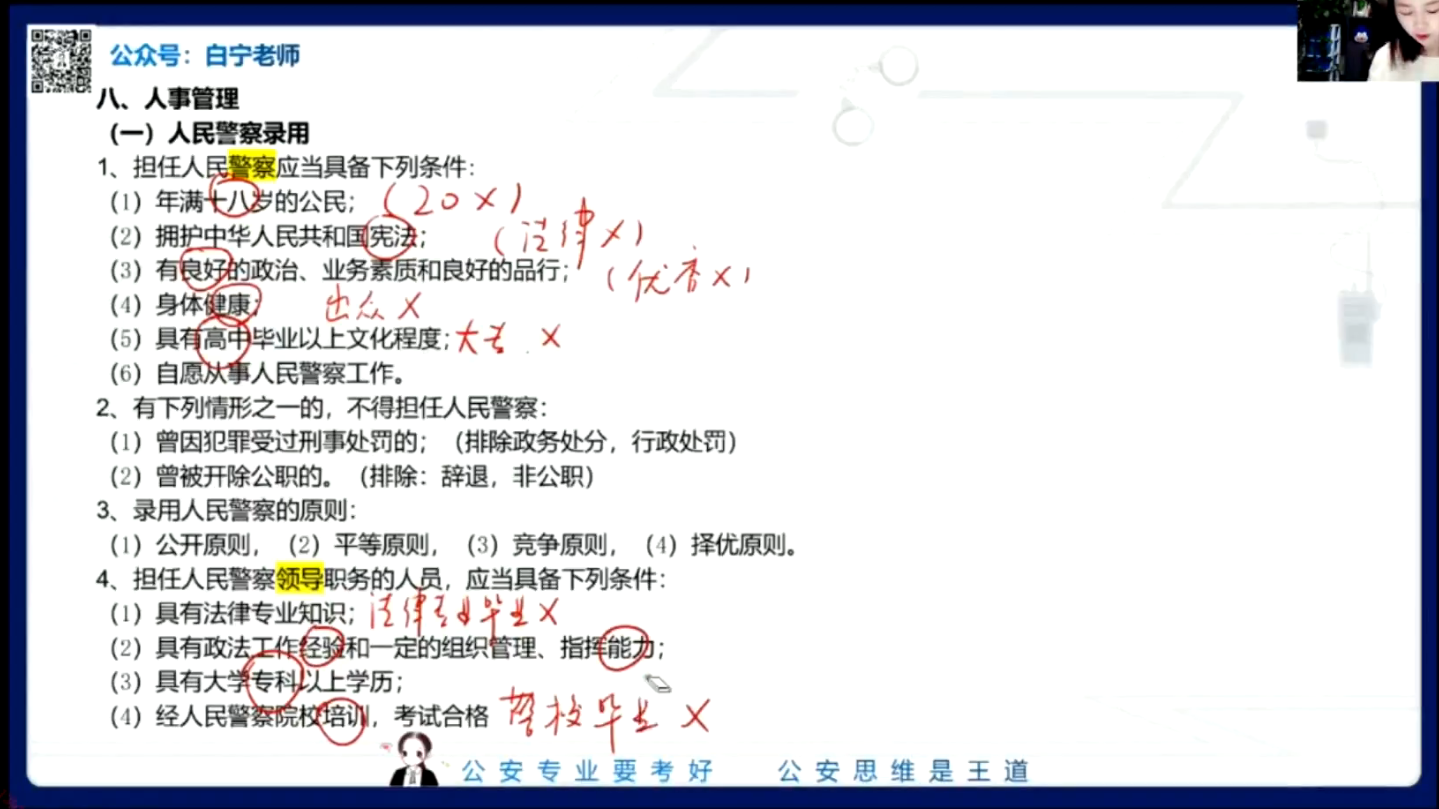 公众号：白宁老师
八、人事管理
（一）人民警察录用
1、担任人民警察应当具备下列条件：
（1）年满十八岁的公民；（20 X）
（2）拥护中华人民共和国宪法；（法律X）
（3）有良好的政治、业务素质和良好的品行；（优秀X）
（4）身体健康； 出众 X
（5）具有高中毕业以上文化程度；大专 X
（6）自愿从事人民警察工作。
2、有下列情形之一的，不得担任人民警察：
（1）曾因犯罪受过刑事处罚的；（排除政务处分，行政处罚）
（2）曾被开除公职的。（排除：辞退，非公职）
3、录用人民警察的原则：
（1）公开原则，（2）平等原则，（3）竞争原则，（4）择优原则。
4、担任人民警察领导职务的人员，应当具备下列条件：
（1）具有法律专业知识；法律专业毕业X
（2）具有政法工作经验和一定的组织管理、指挥能力；
（3）具有大学专科以上学历；
（4）经人民警察院校培训，考试合格 警校毕业 X
公安专业要考好 公安思维是王道